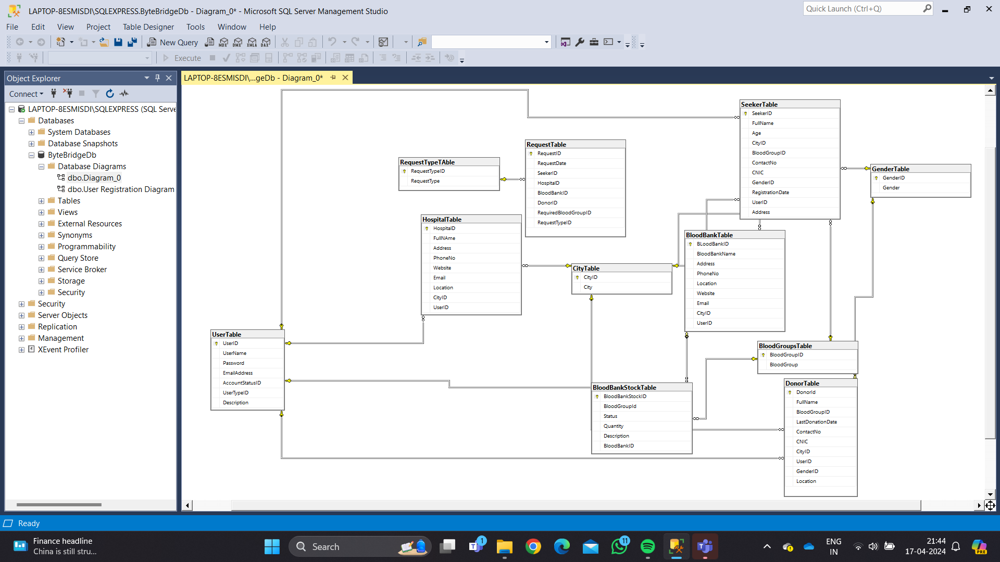 LAPTOP-8ESMISDI\SQLEXPRESS.ByteBridgeDb - Diagram_0* - Microsoft SQL Server Management Studio
Quick Launch (Ctrl+Q)
File Edit View Project Table Designer Tools Window Help
New Query
MDX DMX XMLA DAX
Execute
Object Explorer
Connect
LAPTOP-8ESMISDI\SQLEXPRESS (SQL Serve
Databases
System Databases
Database Snapshots
ByteBridgeDb
Database Diagrams
dbo.Diagram_0
dbo.User Registration Diagram
Tables
Views
External Resources
Synonyms
Programmability
Query Store
Service Broker
Storage
Security
Security
Server Objects
Replication
Management
XEvent Profiler
LAPTOP-8ESMISDI\...geDb - Diagram_0*
SeekerTable
SeekerID
FullName
Age
CityID
BloodGroupID
ContactNo
CNIC
GenderID
RegistrationDate
UserID
Address
RequestTable
RequestID
RequestDate
SeekerID
HospitalD
BloodBankID
DonorID
RequiredBloodGroupID
RequestTypeID
RequestTypeTAble
RequestTypeID
RequestType
GenderTable
GenderID
Gender
HospitalTable
HospitalD
FullNAme
Address
PhoneNo
Website
Email
Location
CityID
UserID
BloodBankTable
BLoodBankID
BloodBankName
Address
PhoneNo
Location
Website
Email
CityID
UserID
CityTable
CityID
City
UserTable
UserID
UserName
Password
EmailAddress
AccountStatusID
UserTypeID
Description
BloodGroupsTable
BloodGroupID
BloodGroup
BloodBankStockTable
BloodBankStockID
BloodGroupId
Status
Quantity
Description
BloodBankID
DonorTable
DonorId
FullName
BloodGroupID
LastDonationDate
ContactNo
CNIC
CityID
UserID
GenderID
Location
Ready
Finance headline
China is still stru...
Search
1
11
ENG
IN
21:44
17-04-2024
PRE